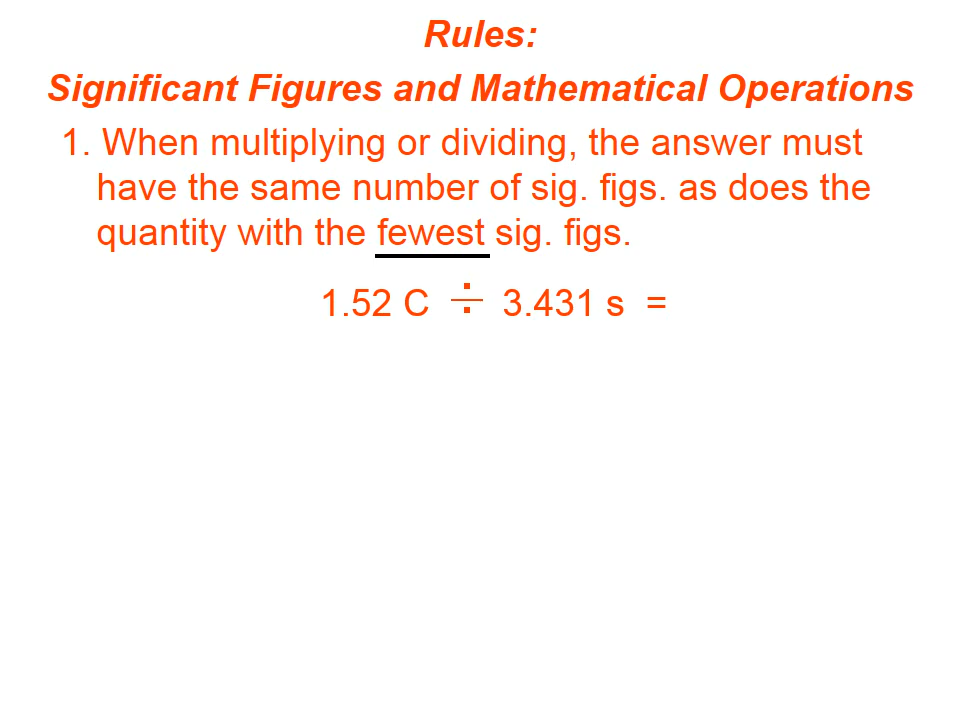 Rules:
Significant Figures and Mathematical Operations
1. When multiplying or dividing, the answer must
have the same number of sig. figs. as does the
quantity with the fewest sig. figs.
1.52 C ÷ 3.431 s =